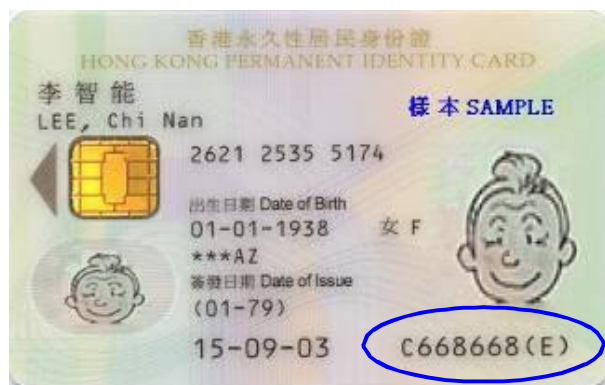 香港永久性居民身份證
HONG KONG PERMANENT IDENTITY CARD
李智能
LEE, Chi Nan
樣本 SAMPLE
2621 2535 5174
出生日期 Date of Birth
01-01-1938 女 F
***AZ
簽發日期 Date of Issue
(01-79)
15-09-03 C668668(E)